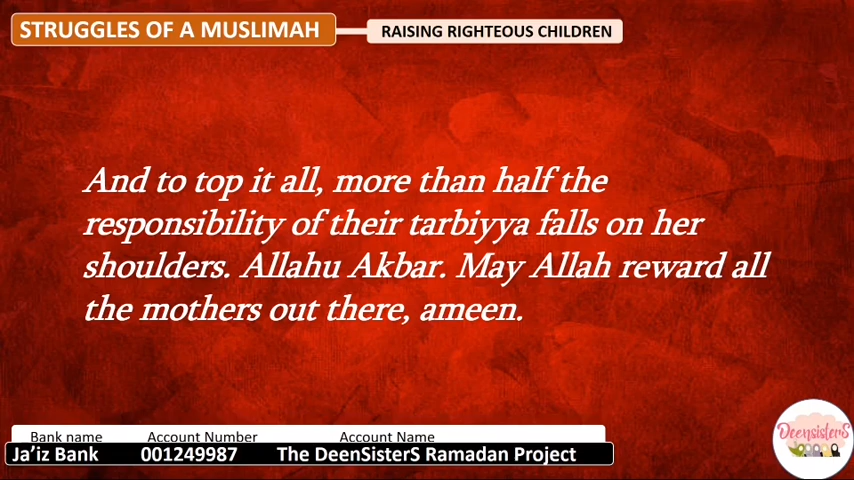 STRUGGLES OF A MUSLIMAH
RAISING RIGHTEOUS CHILDREN
And to top it all, more than half the
responsibility of their tarbiyya falls on her
shoulders. Allahu Akbar. May Allah reward all
the mothers out there, ameen.
Bank name Account Number Account Name
Ja'iz Bank 001249987 The DeenSisterS Ramadan Project
DeensisterS